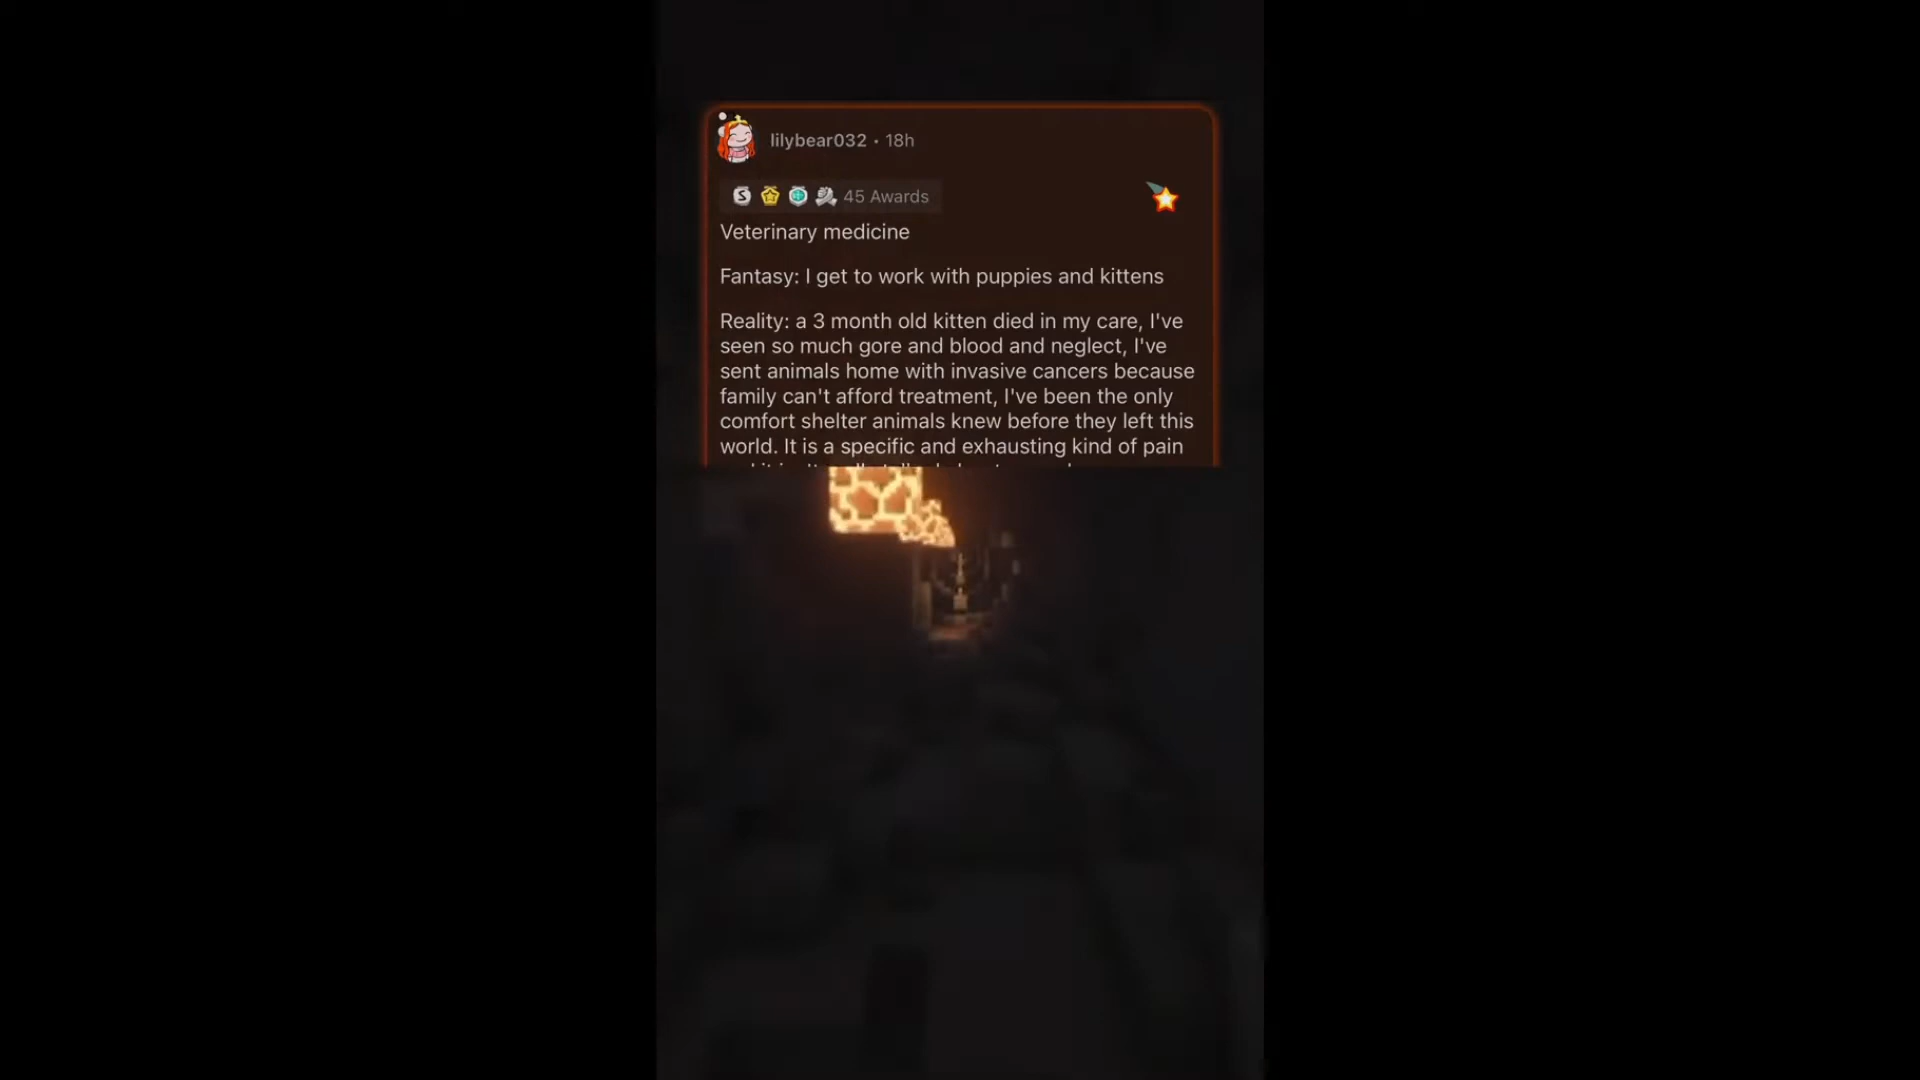 lilybear032 • 18h
45 Awards
Veterinary medicine
Fantasy: I get to work with puppies and kittens
Reality: a 3 month old kitten died in my care, I've
seen so much gore and blood and neglect, I've
sent animals home with invasive cancers because
family can't afford treatment, I've been the only
comfort shelter animals knew before they left this
world. It is a specific and exhausting kind of pain